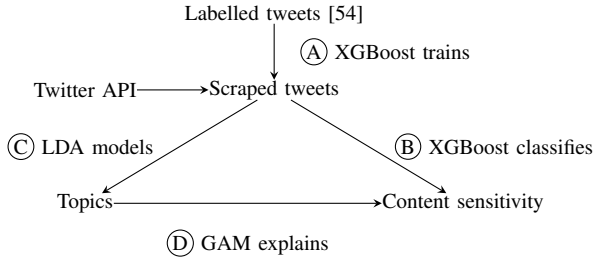 Labelled tweets [54]
A XGBoost trains
Twitter API
Scraped tweets
C LDA models
B XGBoost classifies
Topics
Content sensitivity
D GAM explains